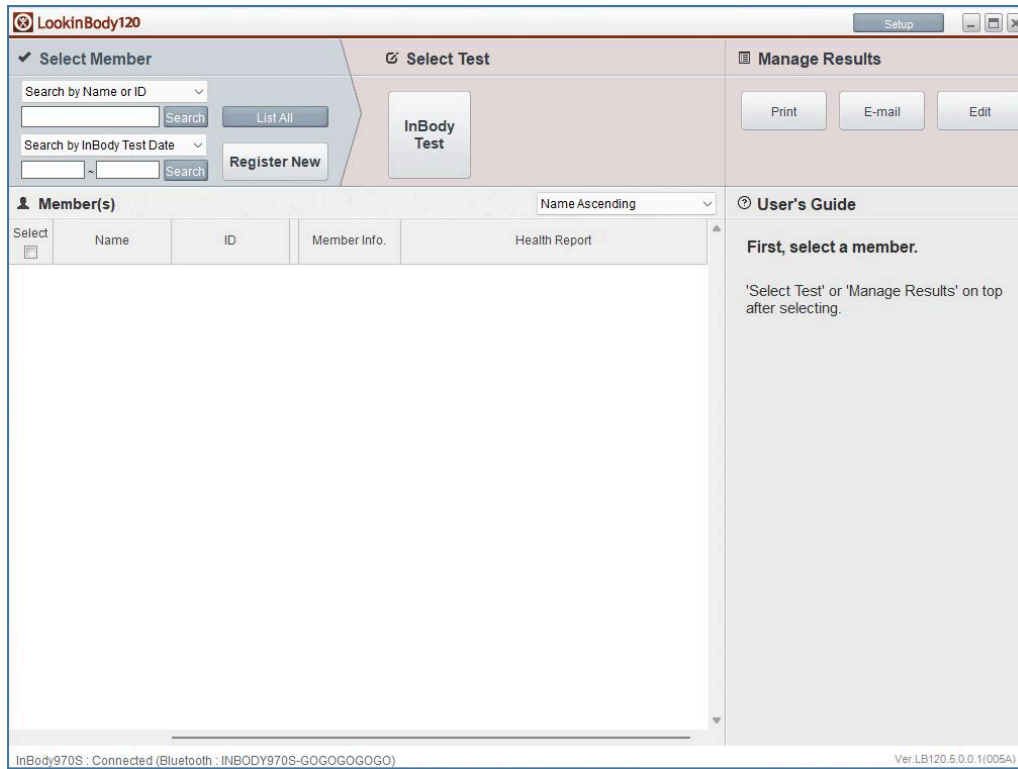 LookinBody120
Setup
Select Member
Select Test
Manage Results
Search by Name or ID
Search
List All
Search by InBody Test Date
~
Search
Register New
InBody
Test
Print
E-mail
Edit
Member(s)
Name Ascending
User's Guide
Select
Name
ID
Member Info.
Health Report
First, select a member.
'Select Test' or 'Manage Results' on top
after selecting.
InBody970S : Connected (Bluetooth : INBODY970S-GOGOGOGOGO)
Ver.LB120.5.0.0.1(005A)